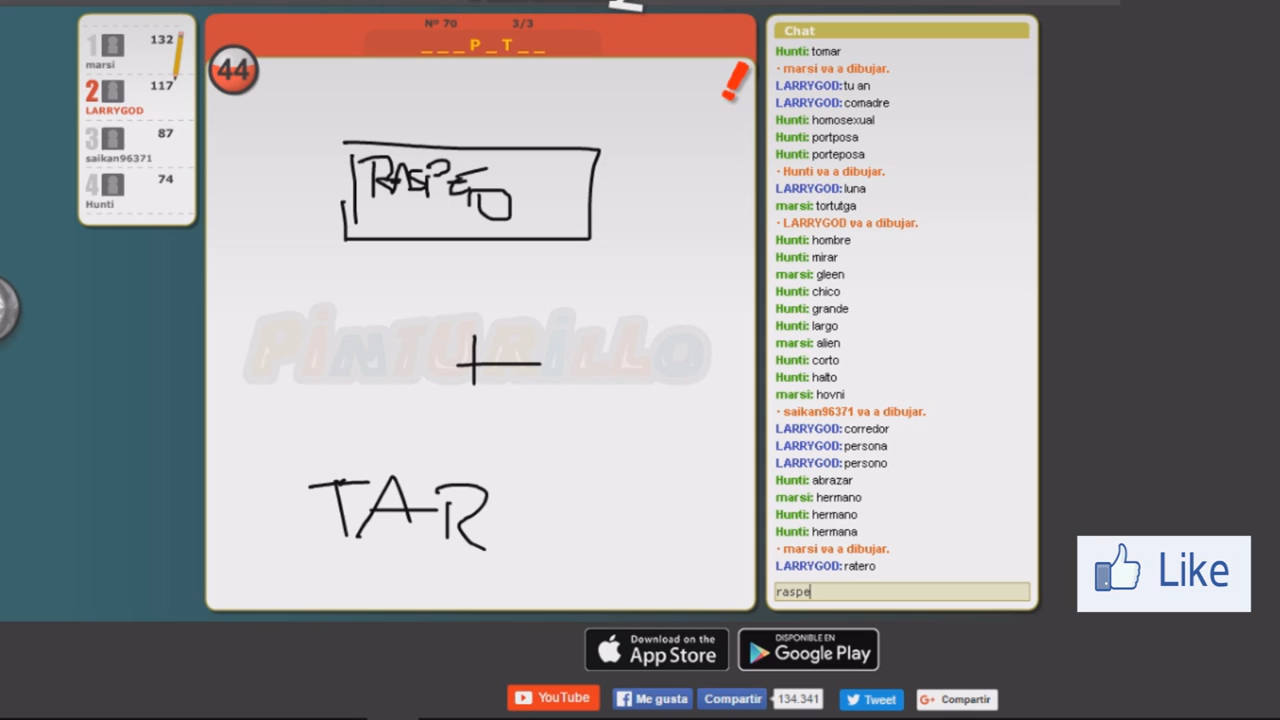 Nº 70 3/3
_ _ _ P _ T _ _
44
1 132
marsi
2 117
LARRYGOD
3 87
saikan96371
4 74
Hunti
RASPE
TAR
PiNTURiLLO
Chat
Hunti: tomar
· marsi va a dibujar.
LARRYGOD: tu an
LARRYGOD: comadre
Hunti: homosexual
Hunti: portposa
Hunti: porteposa
· Hunti va a dibujar.
LARRYGOD: luna
marsi: tortutga
· LARRYGOD va a dibujar.
Hunti: hombre
Hunti: mirar
marsi: gleen
Hunti: chico
Hunti: grande
Hunti: largo
marsi: alien
Hunti: corto
Hunti: halto
marsi: hovni
· saikan96371 va a dibujar.
LARRYGOD: corredor
LARRYGOD: persona
LARRYGOD: persono
Hunti: abrazar
marsi: hermano
Hunti: hermano
Hunti: hermana
· marsi va a dibujar.
LARRYGOD: ratero
raspe
Like
Download on the
App Store
DISPONIBLE EN
Google Play
YouTube
Me gusta
Compartir
134.391
Tweet
G+ Compartir